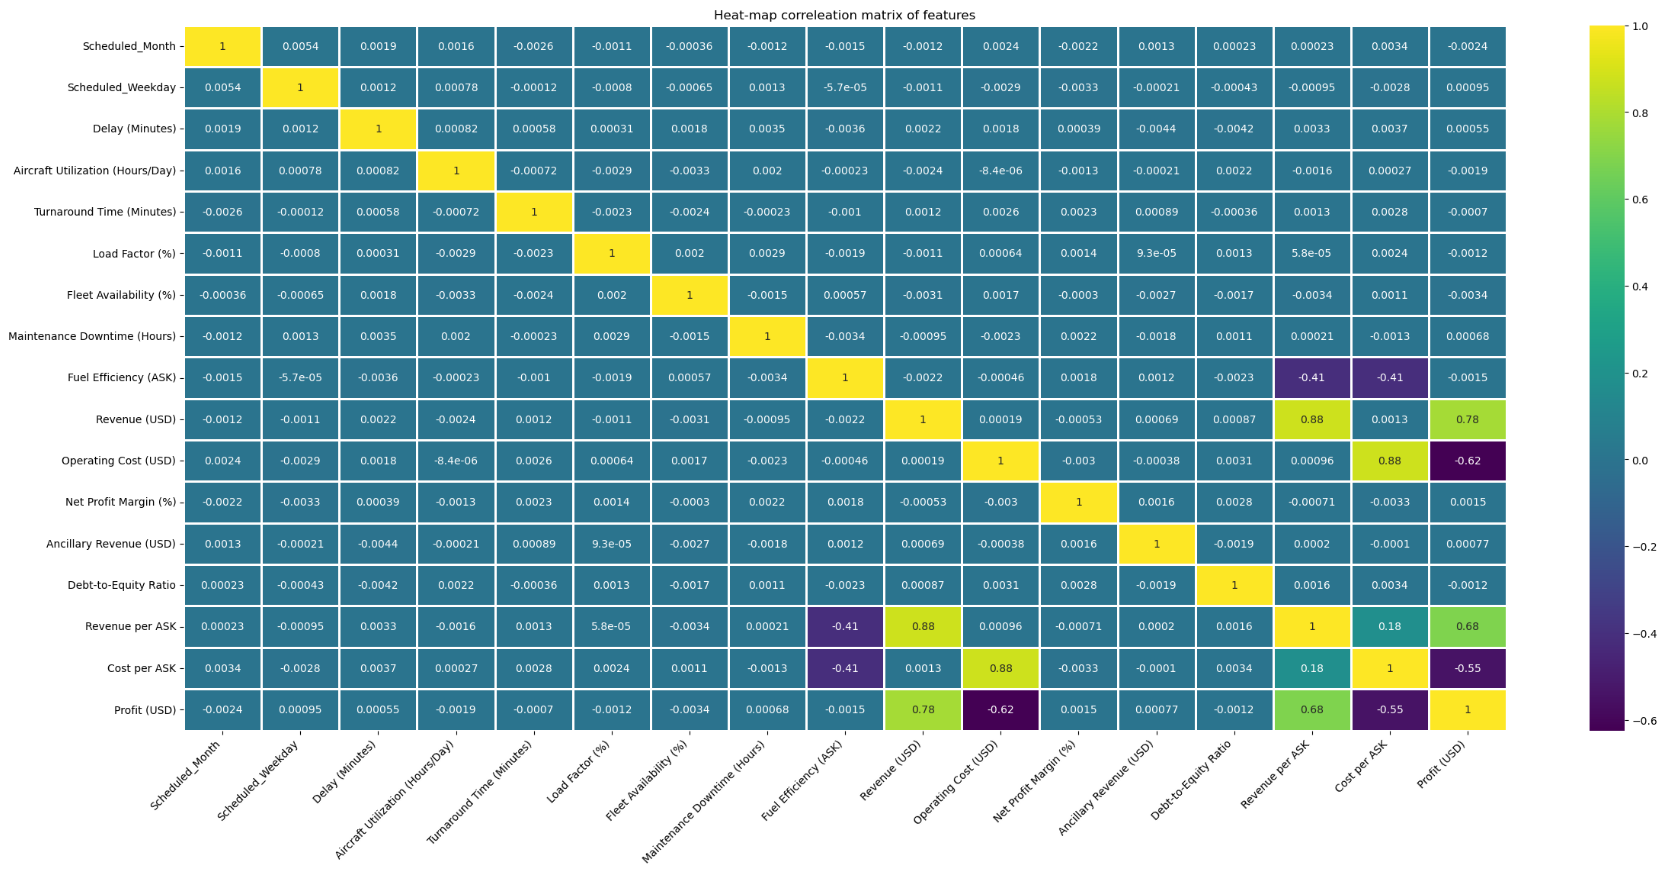 Heat-map correleation matrix of features
Scheduled_Month 1 0.0054 0.0019 0.0016 -0.0026 -0.0011 -0.00036 -0.0012 -0.0015 -0.0012 0.0024 -0.0022 0.0013 0.00023 0.00023 0.0034 -0.0024
Scheduled_Weekday 0.0054 1 0.0012 0.00078 -0.00012 -0.0008 -0.00065 0.0013 -5.7e-05 -0.0011 -0.0029 -0.0033 -0.00021 -0.00043 -0.00095 -0.0028 0.00095
Delay (Minutes) 0.0019 0.0012 1 0.00082 0.00058 0.00031 0.0018 0.0035 -0.0036 0.0022 0.0018 0.00039 -0.0044 -0.0042 0.0033 0.0037 0.00055
Aircraft Utilization (Hours/Day) 0.0016 0.00078 0.00082 1 -0.00072 -0.0029 -0.0033 0.002 -0.00023 -0.0024 -8.4e-06 -0.0013 -0.00021 0.0022 -0.0016 0.00027 -0.0019
Turnaround Time (Minutes) -0.0026 -0.00012 0.00058 -0.00072 1 -0.0023 -0.0024 -0.00023 -0.001 0.0012 0.0026 0.0023 0.00089 -0.00036 0.0013 0.0028 -0.0007
Load Factor (%) -0.0011 -0.0008 0.00031 -0.0029 -0.0023 1 0.002 0.0029 -0.0019 -0.0011 0.00064 0.0014 9.3e-05 0.0013 5.8e-05 0.0024 -0.0012
Fleet Availability (%) -0.00036 -0.00065 0.0018 -0.0033 -0.0024 0.002 1 -0.0015 0.00057 -0.0031 0.0017 -0.0003 -0.0027 -0.0017 -0.0034 0.0011 -0.0034
Maintenance Downtime (Hours) -0.0012 0.0013 0.0035 0.002 -0.00023 0.0029 -0.0015 1 -0.0034 -0.00095 -0.0023 0.0022 -0.0018 0.0011 0.00021 -0.0013 0.00068
Fuel Efficiency (ASK) -0.0015 -5.7e-05 -0.0036 -0.00023 -0.001 -0.0019 0.00057 -0.0034 1 -0.0022 -0.00046 0.0018 0.0012 -0.0023 -0.41 -0.41 -0.0015
Revenue (USD) -0.0012 -0.0011 0.0022 -0.0024 0.0012 -0.0011 -0.0031 -0.00095 -0.0022 1 0.00019 -0.00053 0.00069 0.00087 0.88 0.0013 0.78
Operating Cost (USD) 0.0024 -0.0029 0.0018 -8.4e-06 0.0026 0.00064 0.0017 -0.0023 -0.00046 0.00019 1 -0.003 -0.00038 0.0031 0.00096 0.88 -0.62
Net Profit Margin (%) -0.0022 -0.0033 0.00039 -0.0013 0.0023 0.0014 -0.0003 0.0022 0.0018 -0.00053 -0.003 1 0.0016 0.0028 -0.00071 -0.0033 0.0015
Ancillary Revenue (USD) 0.0013 -0.00021 -0.0044 -0.00021 0.00089 9.3e-05 -0.0027 -0.0018 0.0012 0.00069 -0.00038 0.0016 1 -0.0019 0.0002 -0.0001 0.00077
Debt-to-Equity Ratio 0.00023 -0.00043 -0.0042 0.0022 -0.00036 0.0013 -0.0017 0.0011 -0.0023 0.00087 0.0031 0.0028 -0.0019 1 0.0016 0.0034 -0.0012
Revenue per ASK 0.00023 -0.00095 0.0033 -0.0016 0.0013 5.8e-05 -0.0034 0.00021 -0.41 0.88 0.00096 -0.00071 0.0002 0.0016 1 0.18 0.68
Cost per ASK 0.0034 -0.0028 0.0037 0.00027 0.0028 0.0024 0.0011 -0.0013 -0.41 0.0013 0.88 -0.0033 -0.0001 0.0034 0.18 1 -0.55
Profit (USD) -0.0024 0.00095 0.00055 -0.0019 -0.0007 -0.0012 -0.0034 0.00068 -0.0015 0.78 -0.62 0.0015 0.00077 -0.0012 0.68 -0.55 1
Scheduled_Month
Scheduled_Weekday
Delay (Minutes)
Aircraft Utilization (Hours/Day)
Turnaround Time (Minutes)
Load Factor (%)
Fleet Availability (%)
Maintenance Downtime (Hours)
Fuel Efficiency (ASK)
Revenue (USD)
Operating Cost (USD)
Net Profit Margin (%)
Ancillary Revenue (USD)
Debt-to-Equity Ratio
Revenue per ASK
Cost per ASK
Profit (USD)
1.0
0.8
0.6
0.4
0.2
0.0
−0.2
−0.4
−0.6